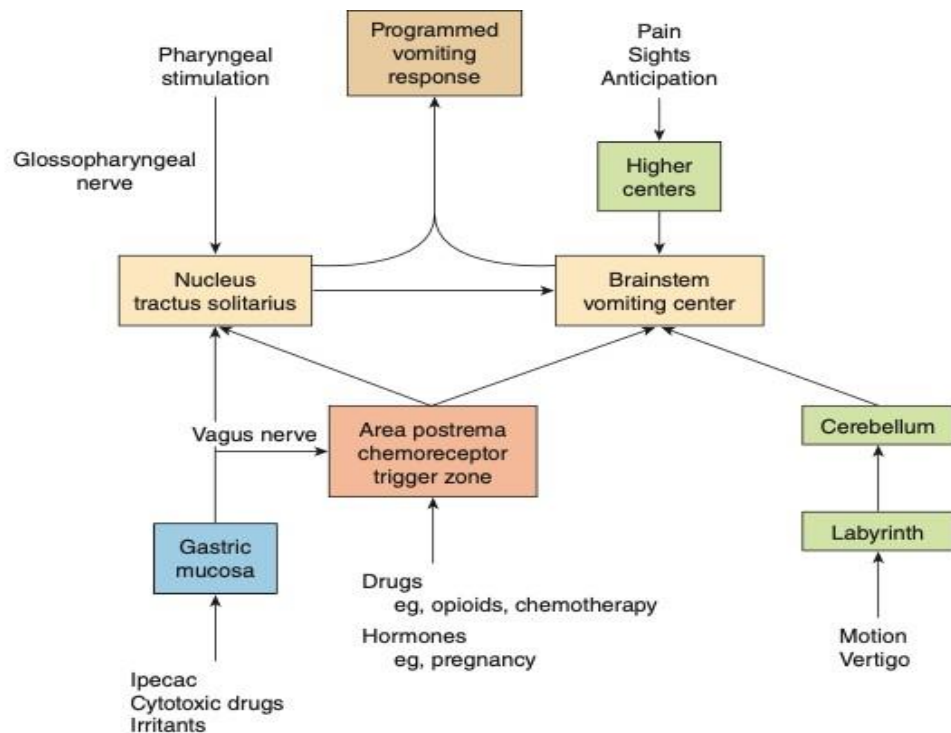 Programmed
vomiting
response
Pharyngeal
stimulation
Pain
Sights
Anticipation
Glossopharyngeal
nerve
Higher
centers
Nucleus
tractus solitarius
Brainstem
vomiting center
Vagus nerve
Area postrema
chemoreceptor
trigger zone
Cerebellum
Gastric
mucosa
Labyrinth
Drugs
eg, opioids, chemotherapy
Hormones
eg, pregnancy
Motion
Vertigo
Ipecac
Cytotoxic drugs
Irritants